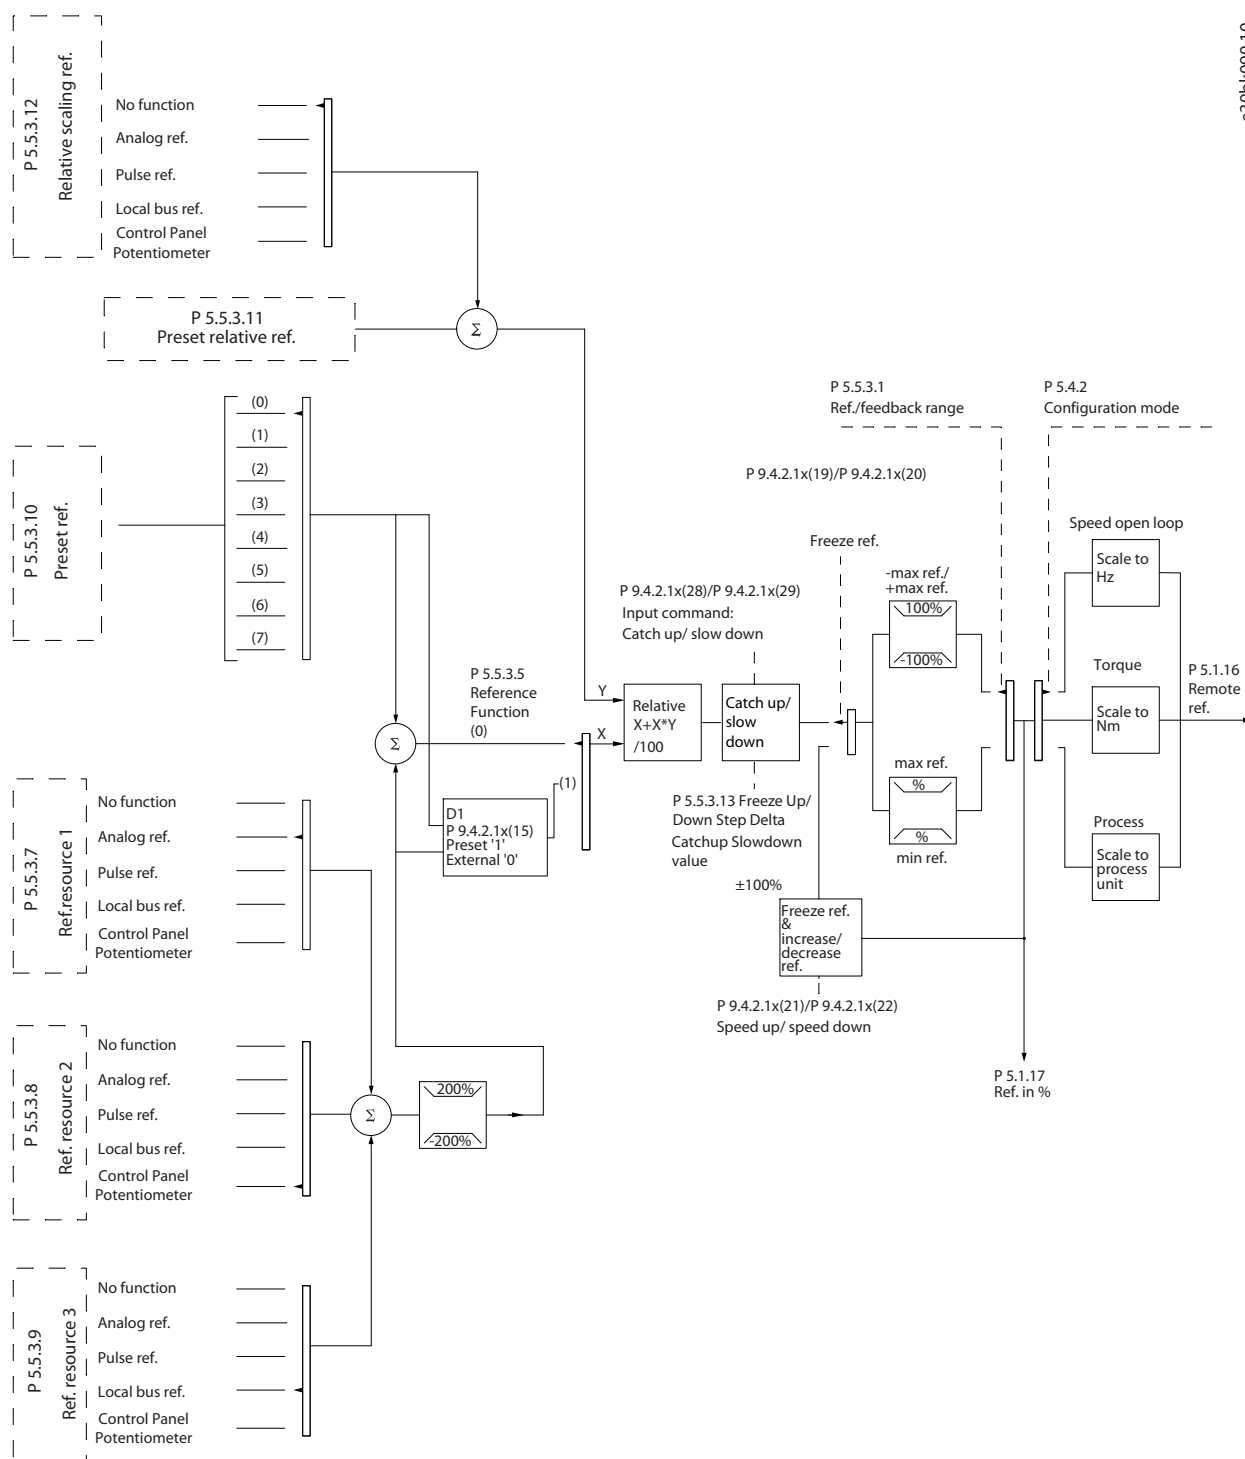 P 5.5.3.12
Relative scaling ref.
No function
Analog ref.
Pulse ref.
Local bus ref.
Control Panel
Potentiometer
P 5.5.3.11
Preset relative ref.
Σ
P 5.5.3.10
Preset ref.
(0)
(1)
(2)
(3)
(4)
(5)
(6)
(7)
P 5.5.3.7
Ref.resource 1
No function
Analog ref.
Pulse ref.
Local bus ref.
Control Panel
Potentiometer
P 5.5.3.8
Ref. resource 2
No function
Analog ref.
Pulse ref.
Local bus ref.
Control Panel
Potentiometer
P 5.5.3.9
Ref. resource 3
No function
Analog ref.
Pulse ref.
Local bus ref.
Control Panel
Potentiometer
Σ
200%
-200%
Σ
P 5.5.3.5
Reference
Function
(0)
D1
P 9.4.2.1x(15)
Preset '1'
External '0'
(1)
Y
X
Relative
X+X*Y
/100
P 9.4.2.1x(28)/P 9.4.2.1x(29)
Input command:
Catch up/ slow down
Catch up/
slow
down
P 5.5.3.13 Freeze Up/
Down Step Delta
Catchup Slowdown
value
±100%
Freeze ref.
&
increase/
decrease
ref.
P 9.4.2.1x(21)/P 9.4.2.1x(22)
Speed up/ speed down
Freeze ref.
P 9.4.2.1x(19)/P 9.4.2.1x(20)
P 5.5.3.1
Ref./feedback range
-max ref./
+max ref.
100%
-100%
max ref.
%
%
min ref.
P 5.4.2
Configuration mode
Speed open loop
Scale to
Hz
Torque
Scale to
Nm
Process
Scale to
process
unit
P 5.1.16
Remote
ref.
P 5.1.17
Ref. in %